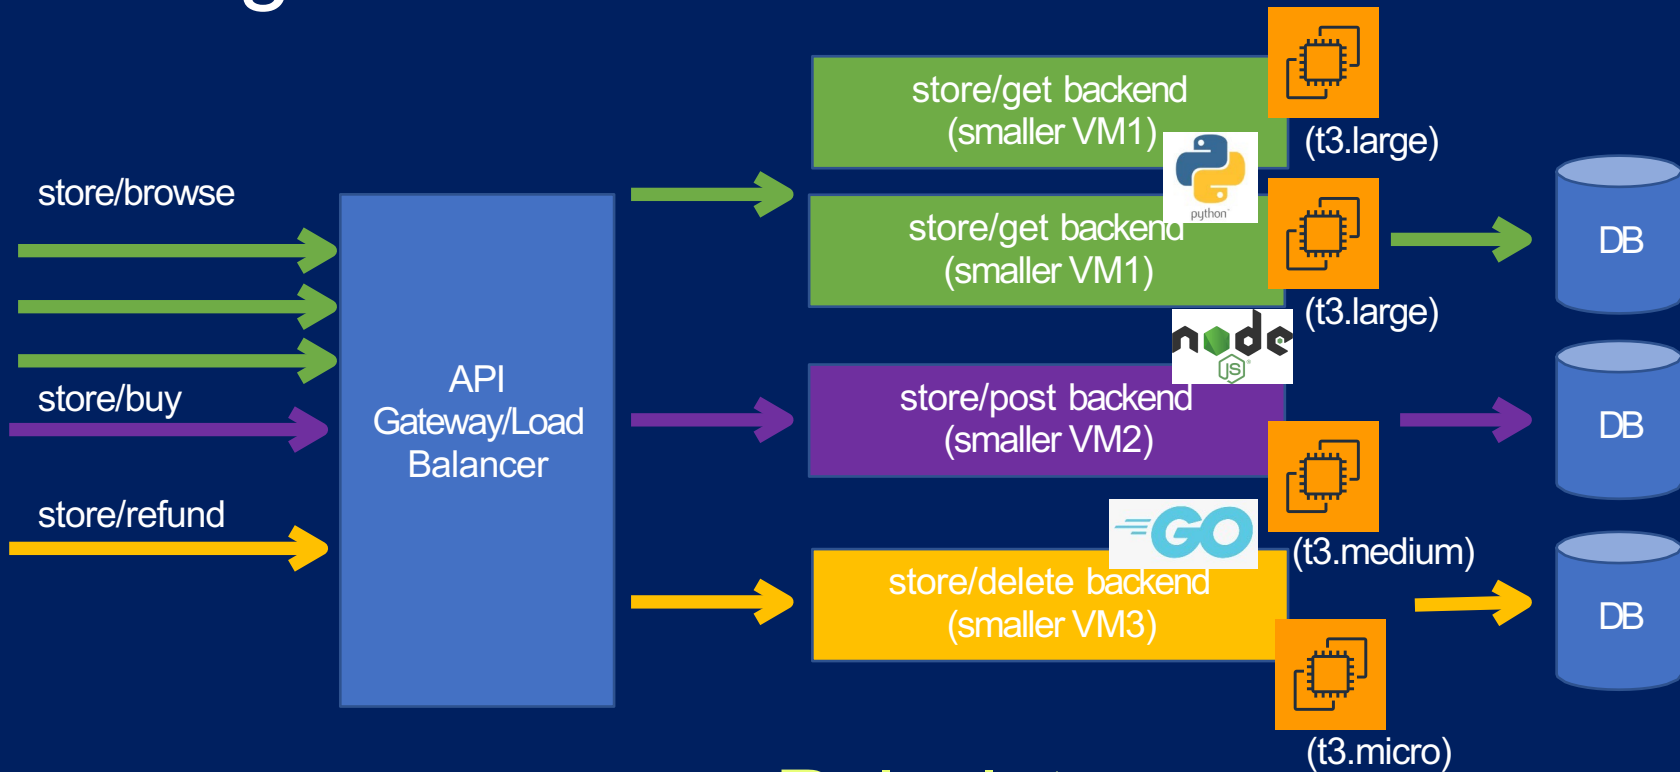 store/browse
store/buy
store/refund
API
Gateway/Load
Balancer
store/get backend
(smaller VM1)
(t3.large)
python
store/get backend
(smaller VM1)
(t3.large)
node
JS
store/post backend
(smaller VM2)
(t3.medium)
GO
store/delete backend
(smaller VM3)
(t3.micro)
DB
DB
DB